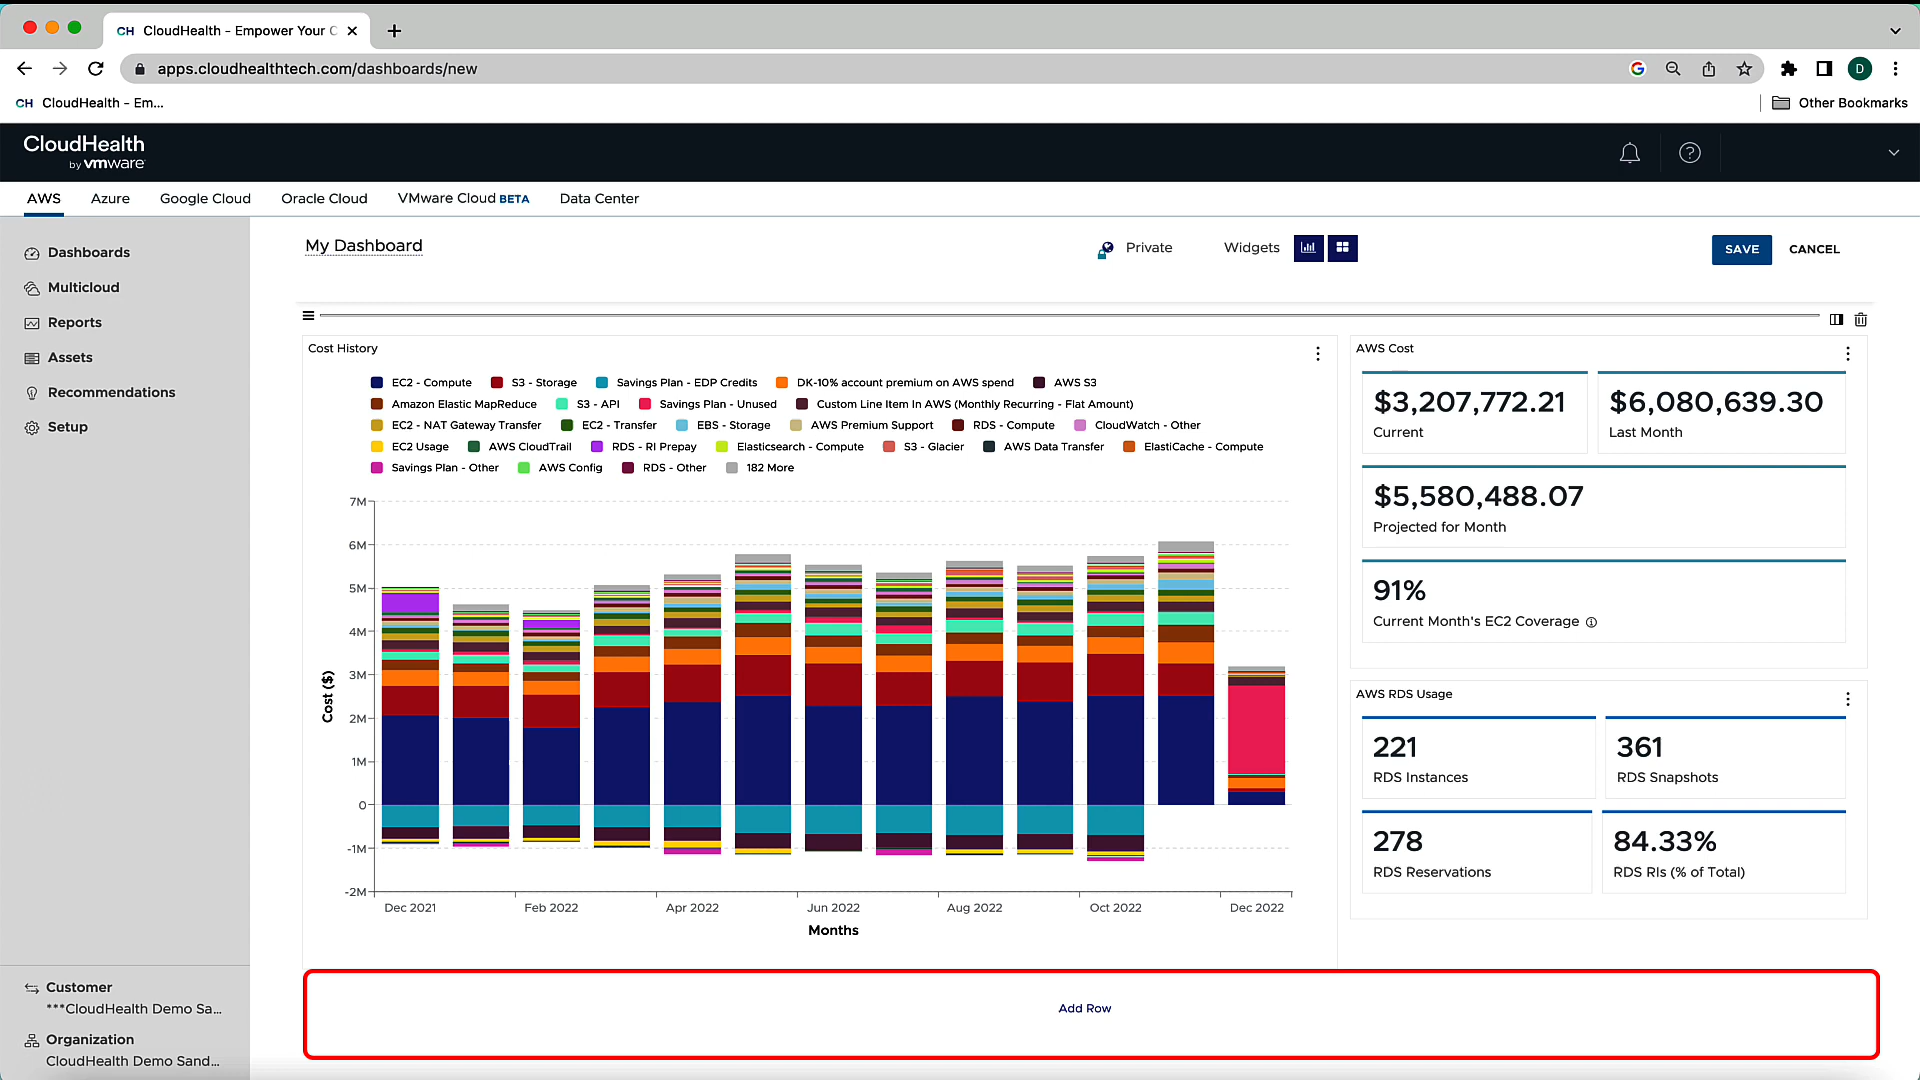 CH CloudHealth - Empower Your C
apps.cloudhealthtech.com/dashboards/new
D
CH CloudHealth - Em...
Other Bookmarks
CloudHealth
by vmware
AWS Azure Google Cloud Oracle Cloud VMware Cloud BETA Data Center
Dashboards
Multicloud
Reports
Assets
Recommendations
Setup
Customer
***CloudHealth Demo Sa...
Organization
CloudHealth Demo Sand...
My Dashboard
Private
Widgets
SAVE
CANCEL
Cost History
EC2 - Compute S3 - Storage Savings Plan - EDP Credits DK-10% account premium on AWS spend AWS S3
Amazon Elastic MapReduce S3 - API Savings Plan - Unused Custom Line Item In AWS (Monthly Recurring - Flat Amount)
EC2 - NAT Gateway Transfer EC2 - Transfer EBS - Storage AWS Premium Support RDS - Compute CloudWatch - Other
EC2 Usage AWS CloudTrail RDS - RI Prepay Elasticsearch - Compute S3 - Glacier AWS Data Transfer ElastiCache - Compute
Savings Plan - Other AWS Config RDS - Other 182 More
7M
6M
5M
4M
3M
2M
1M
0
-1M
-2M
Cost ($)
Dec 2021 Feb 2022 Apr 2022 Jun 2022 Aug 2022 Oct 2022 Dec 2022
Months
AWS Cost
$3,207,772.21
Current
$6,080,639.30
Last Month
$5,580,488.07
Projected for Month
91%
Current Month's EC2 Coverage
AWS RDS Usage
221
RDS Instances
361
RDS Snapshots
278
RDS Reservations
84.33%
RDS RIs (% of Total)
Add Row